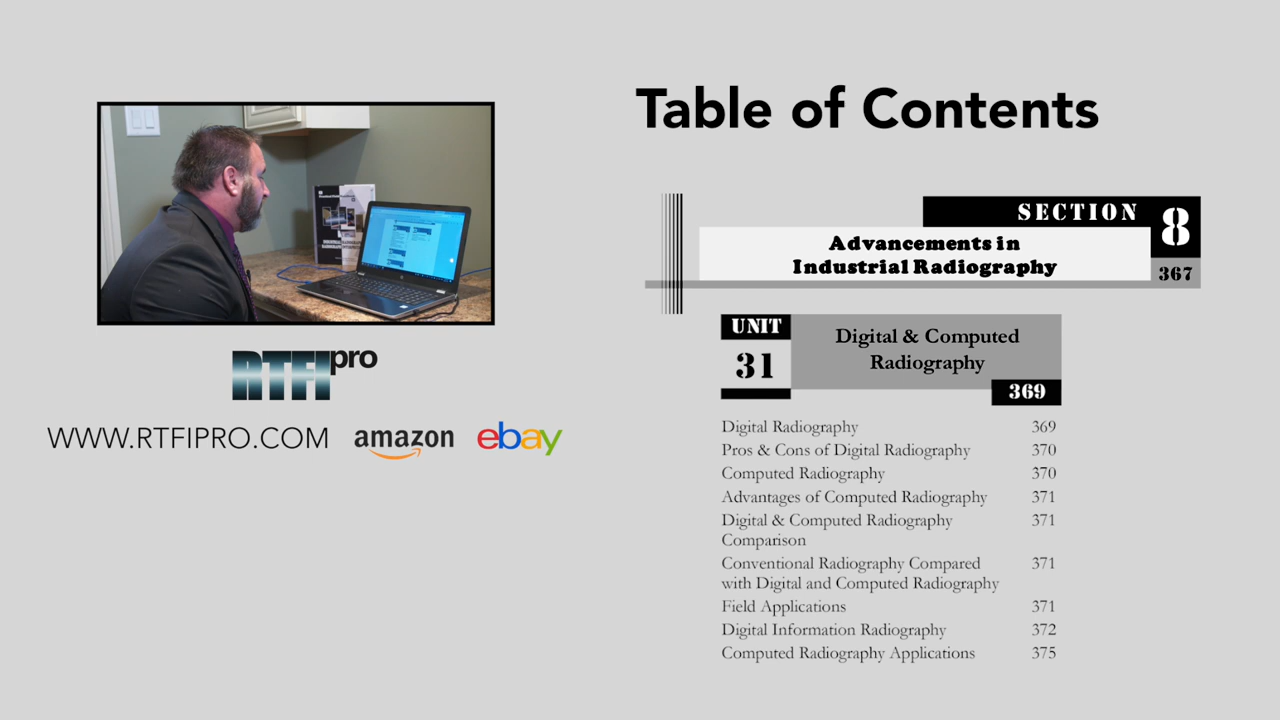 Table of Contents
SECTION
8
Advancements in
Industrial Radiography
367
UNIT
31
Digital & Computed
Radiography
369
Digital Radiography 369
Pros & Cons of Digital Radiography 370
Computed Radiography 370
Advantages of Computed Radiography 371
Digital & Computed Radiography 371
Comparison
Conventional Radiography Compared 371
with Digital and Computed Radiography
Field Applications 371
Digital Information Radiography 372
Computed Radiography Applications 375
RTFIpro
WWW.RTFIPRO.COM amazon ebay